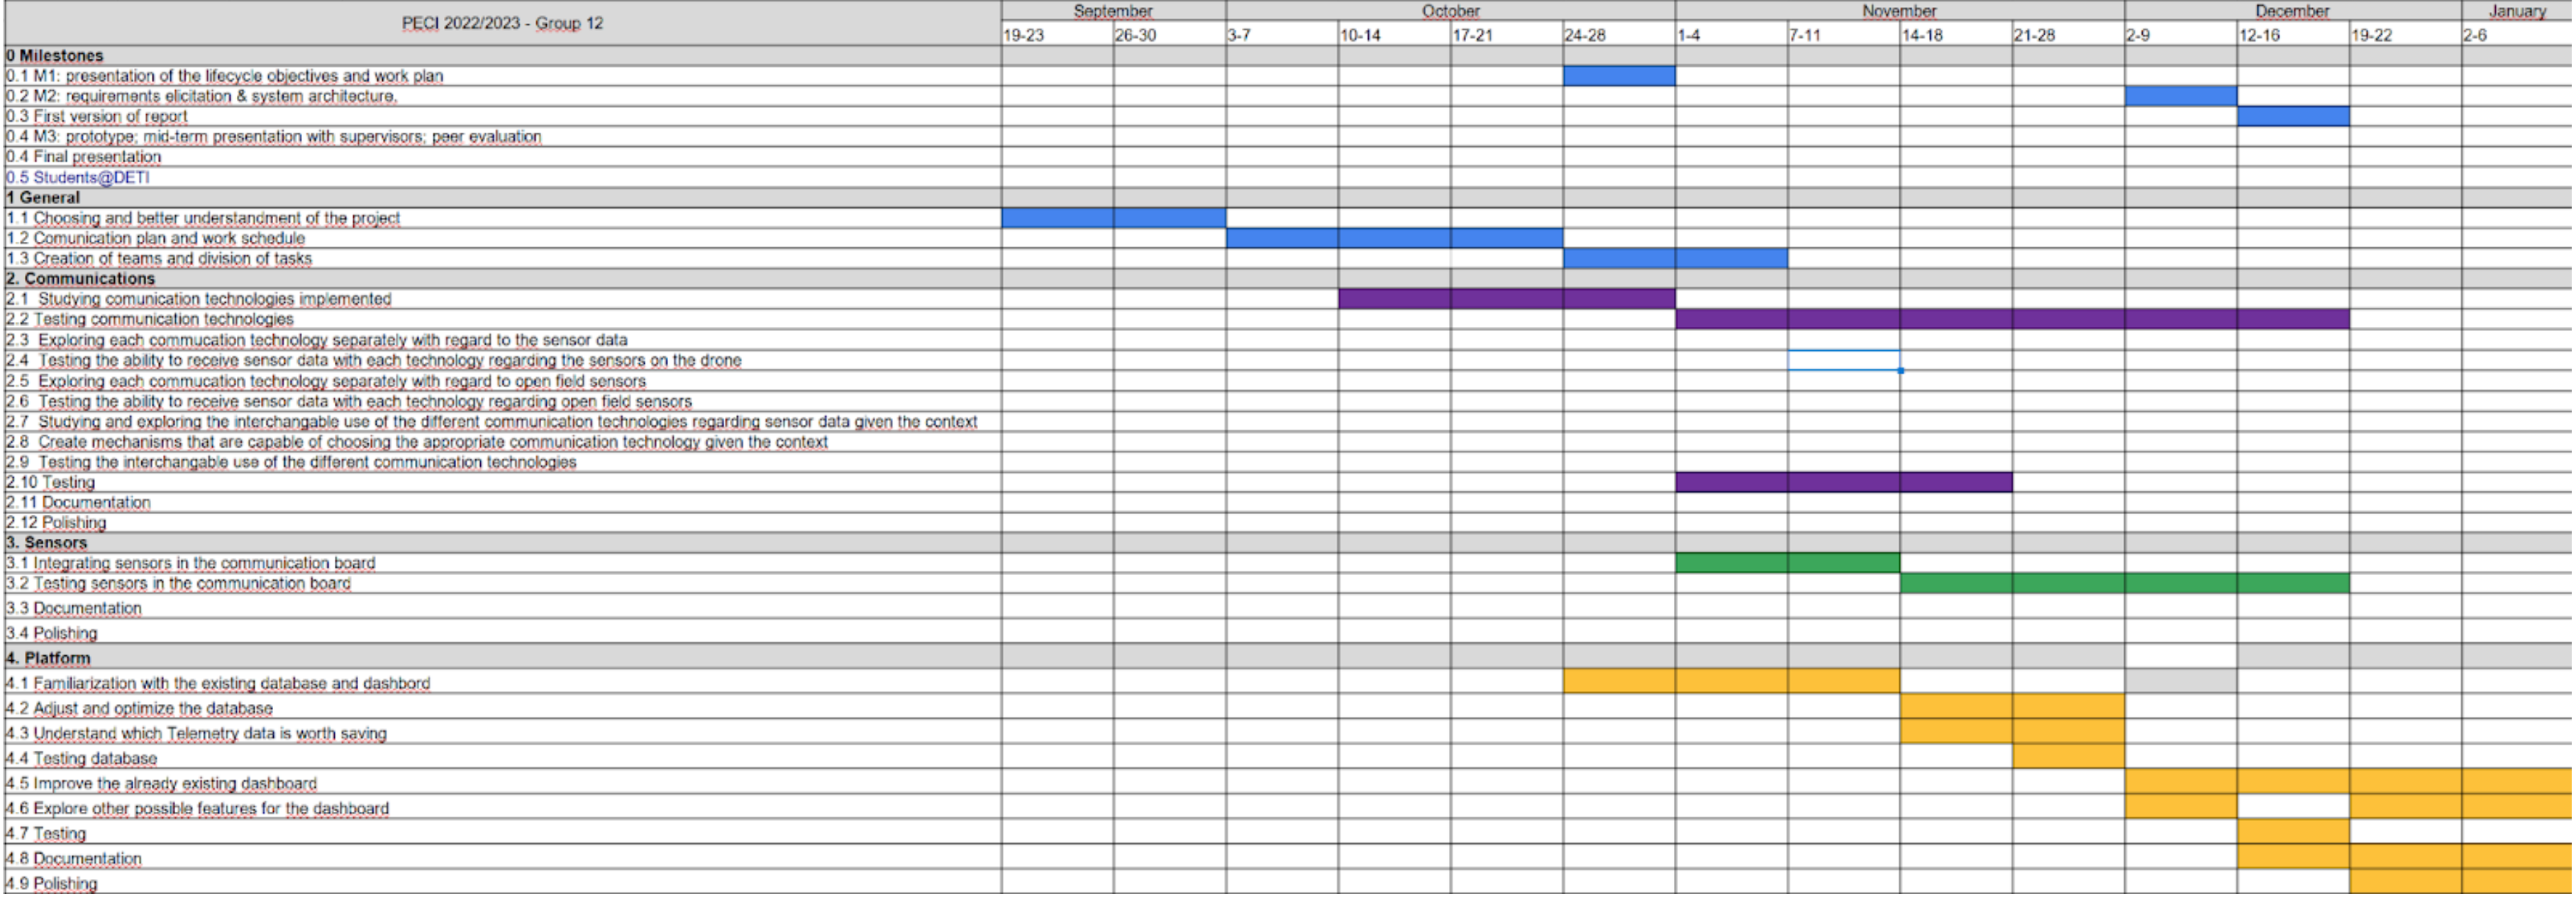 PECI 2022/2023 - Group 12
September October November December January
19-23 26-30 3-7 10-14 17-21 24-28 1-4 7-11 14-18 21-28 2-9 12-16 19-22 2-6
0 Milestones
0.1 M1: presentation of the lifecycle objectives and work plan
0.2 M2: requirements elicitation & system architecture.
0.3 First version of report
0.4 M3: prototype; mid-term presentation with supervisors; peer evaluation
0.4 Final presentation
0.5 Students@DETI
1 General
1.1 Choosing and better understandment of the project
1.2 Comunication plan and work schedule
1.3 Creation of teams and division of tasks
2. Communications
2.1 Studying comunication technologies implemented
2.2 Testing communication technologies
2.3 Exploring each commucation technology separately with regard to the sensor data
2.4 Testing the ability to receive sensor data with each technology regarding the sensors on the drone
2.5 Exploring each commucation technology separately with regard to open field sensors
2.6 Testing the ability to receive sensor data with each technology regarding open field sensors
2.7 Studying and exploring the interchangable use of the different communication technologies regarding sensor data given the context
2.8 Create mechanisms that are capable of choosing the appropriate communication technology given the context
2.9 Testing the interchangable use of the different communication technologies
2.10 Testing
2.11 Documentation
2.12 Polishing
3. Sensors
3.1 Integrating sensors in the communication board
3.2 Testing sensors in the communication board
3.3 Documentation
3.4 Polishing
4. Platform
4.1 Familiarization with the existing database and dashbord
4.2 Adjust and optimize the database
4.3 Understand which Telemetry data is worth saving
4.4 Testing database
4.5 Improve the already existing dashboard
4.6 Explore other possible features for the dashboard
4.7 Testing
4.8 Documentation
4.9 Polishing